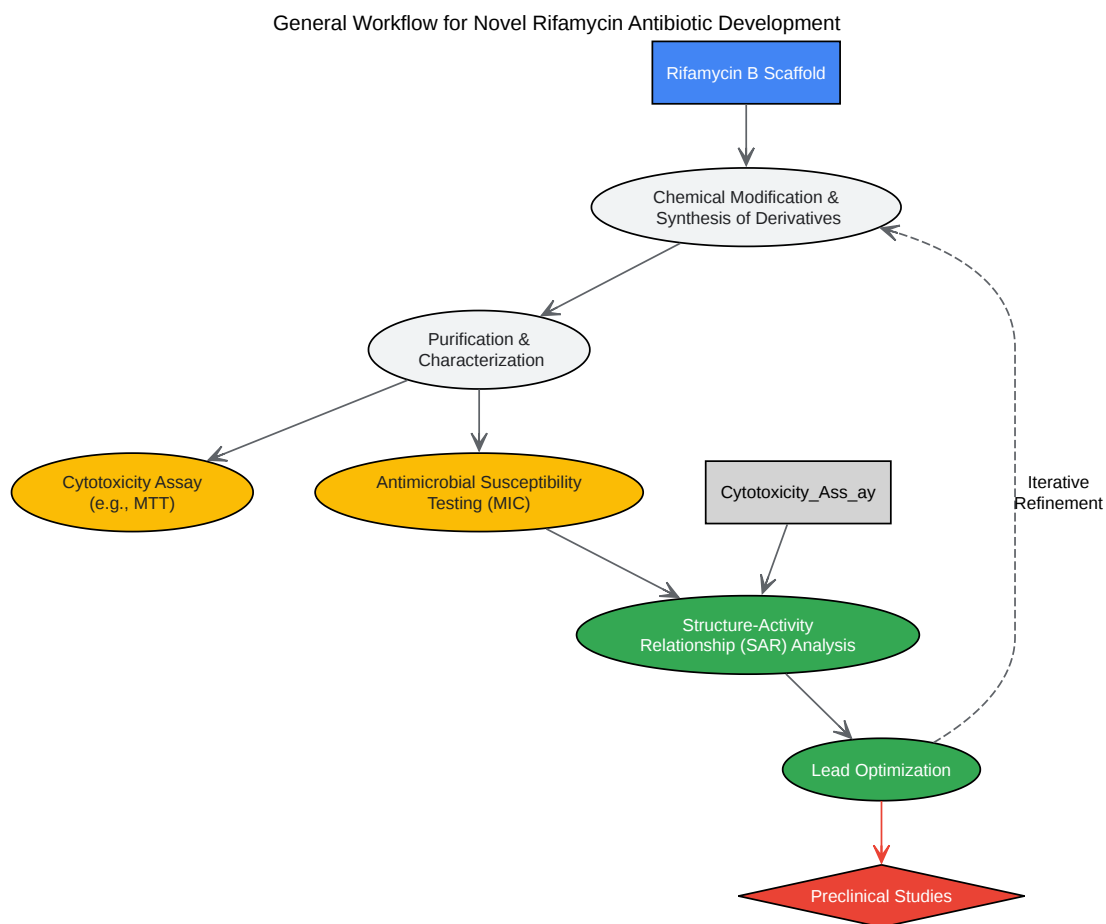 General Workflow for Novel Rifamycin Antibiotic Development
Rifamycin B Scaffold
Chemical Modification &
Synthesis of Derivatives
Purification &
Characterization
Cytotoxicity Assay
(e.g., MTT)
Antimicrobial Susceptibility
Testing (MIC)
Cytotoxicity_Ass_ay
Iterative
Refinement
Structure-Activity
Relationship (SAR) Analysis
Lead Optimization
Preclinical Studies